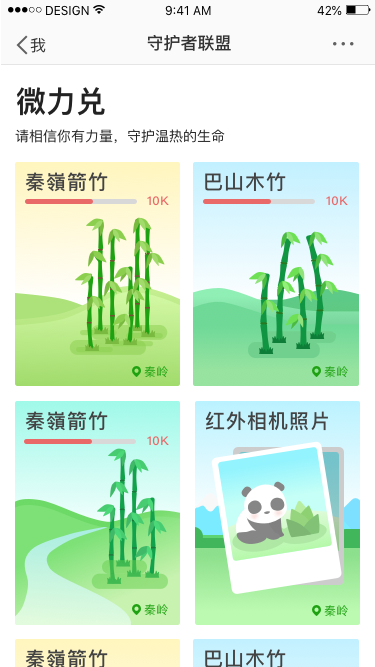 DESIGN 9:41 AM 42%
我 守护者联盟
微力兑
请相信你有力量，守护温热的生命
秦嶺箭竹
10K
秦岭
巴山木竹
10K
秦岭
秦嶺箭竹
10K
秦岭
红外相机照片
秦岭
秦嶺箭竹
巴山木竹